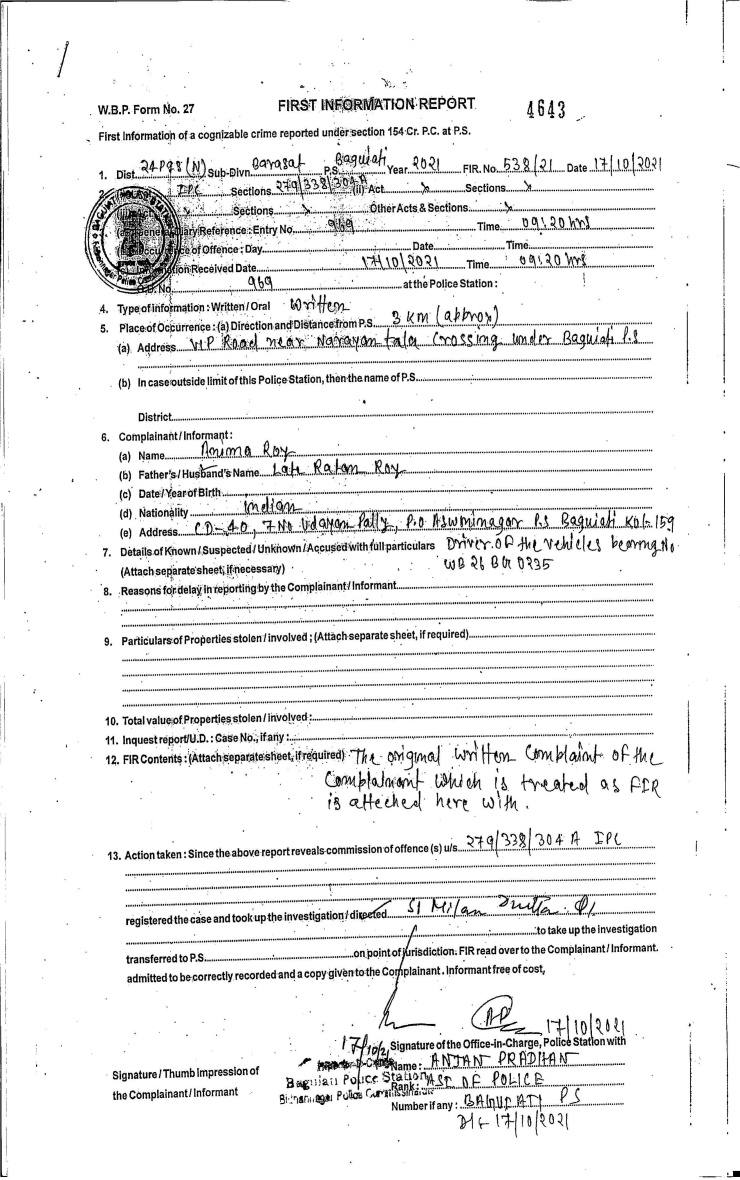 W.B.P. Form No. 27 FIRST INFORMATION REPORT 4643
First Information of a cognizable crime reported under section 154 Cr. P.C. at P.S.
1. Dist. 24 Pgs (N) Sub-Divn. Barasat P.S. Baguiati Year 2021 FIR. No. 538/21 Date 17/10/2021
IPC Sections 279/338/304 A (ii) Act x Sections x
Sections x Other Acts & Sections x
Reference : Entry No. 969 Time 09:20 hrs
of Offence : Day Date Time
Information Received Date 17/10/2021 Time 09:20 hrs
G.D. No. 969 at the Police Station :
4. Type of information : Written / Oral Written
5. Place of Occurrence : (a) Direction and Distance from P.S. 3 KM (approx)
(a) Address VIP Road near Narayantala Crossing under Baguiati P.S
(b) In case outside limit of this Police Station, then the name of P.S.
District
6. Complainant / Informant :
(a) Name Anima Roy
(b) Father's / Husband's Name Late Ratan Roy
(c) Date / Year of Birth
(d) Nationality Indian
(e) Address CD-40, 7 No Udayan Pally, P.O Aswninagar P.S Baguiati Kol-159
7. Details of Known / Suspected / Unknown / Accused with full particulars Driver of the vehicles bearing No
(Attach separate sheet, if necessary) WB 26 0235
8. Reasons for delay in reporting by the Complainant / Informant
9. Particulars of Properties stolen / involved ; (Attach separate sheet, if required)
10. Total value of Properties stolen / involved :
11. Inquest report / U.D. : Case No., if any :
12. FIR Contents : (Attach separate sheet, if required) The original written complaint of the
Complainant which is treated as FIR
is atteched here with.
13. Action taken : Since the above report reveals commission of offence (s) u/s. 279/338/304 A IPC
registered the case and took up the investigation / directed SI Milan
to take up the investigation
transferred to P.S. on point of jurisdiction. FIR read over to the Complainant / Informant.
admitted to be correctly recorded and a copy given to the Complainant. Informant free of cost,
AP 17/10/2021
17/10/21 Signature of the Office-in-Charge, Police Station with
Name : ANJAN PRADHAN
Signature / Thumb Impression of Baguiati Police Station Rank : ASI OF POLICE
the Complainant / Informant Bidhannagar Police Commissionerate Number if any : BAGUIATI PS
Dt- 17/10/2021